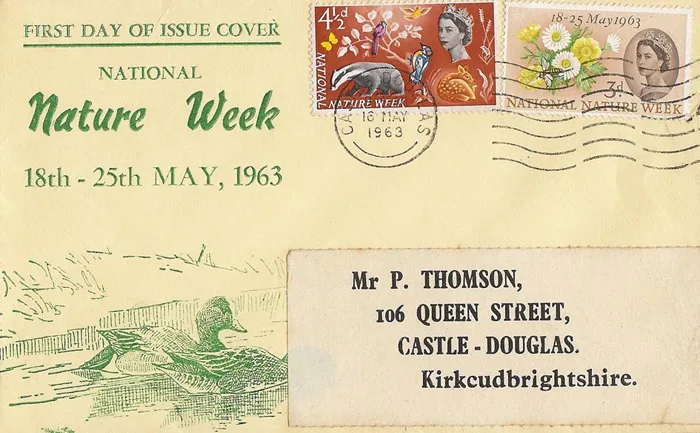 FIRST DAY OF ISSUE COVER
NATIONAL
Nature Week
18th - 25th MAY, 1963
4½d
NATIONAL
NATURE WEEK
18-25 May 1963
3d
NATIONAL NATURE WEEK
16 MAY
1963
Mr P. THOMSON,
106 QUEEN STREET,
CASTLE - DOUGLAS.
Kirkcudbrightshire.